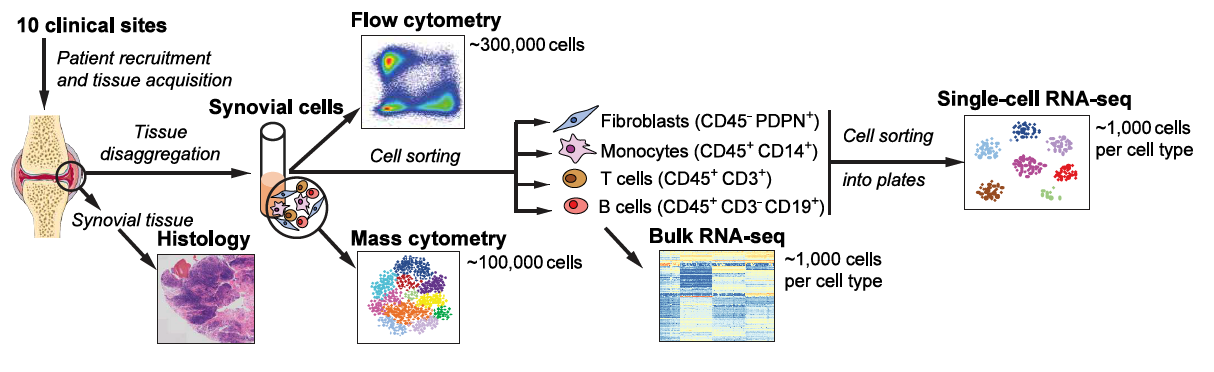 10 clinical sites
Patient recruitment
and tissue acquisition
Tissue
disaggregation
Synovial tissue
Histology
Synovial cells
Flow cytometry
~300,000 cells
Mass cytometry
~100,000 cells
Cell sorting
Fibroblasts (CD45⁻ PDPN⁺)
Monocytes (CD45⁺ CD14⁺)
T cells (CD45⁺ CD3⁺)
B cells (CD45⁺ CD3⁻ CD19⁺)
Bulk RNA-seq
~1,000 cells
per cell type
Cell sorting
into plates
Single-cell RNA-seq
~1,000 cells
per cell type